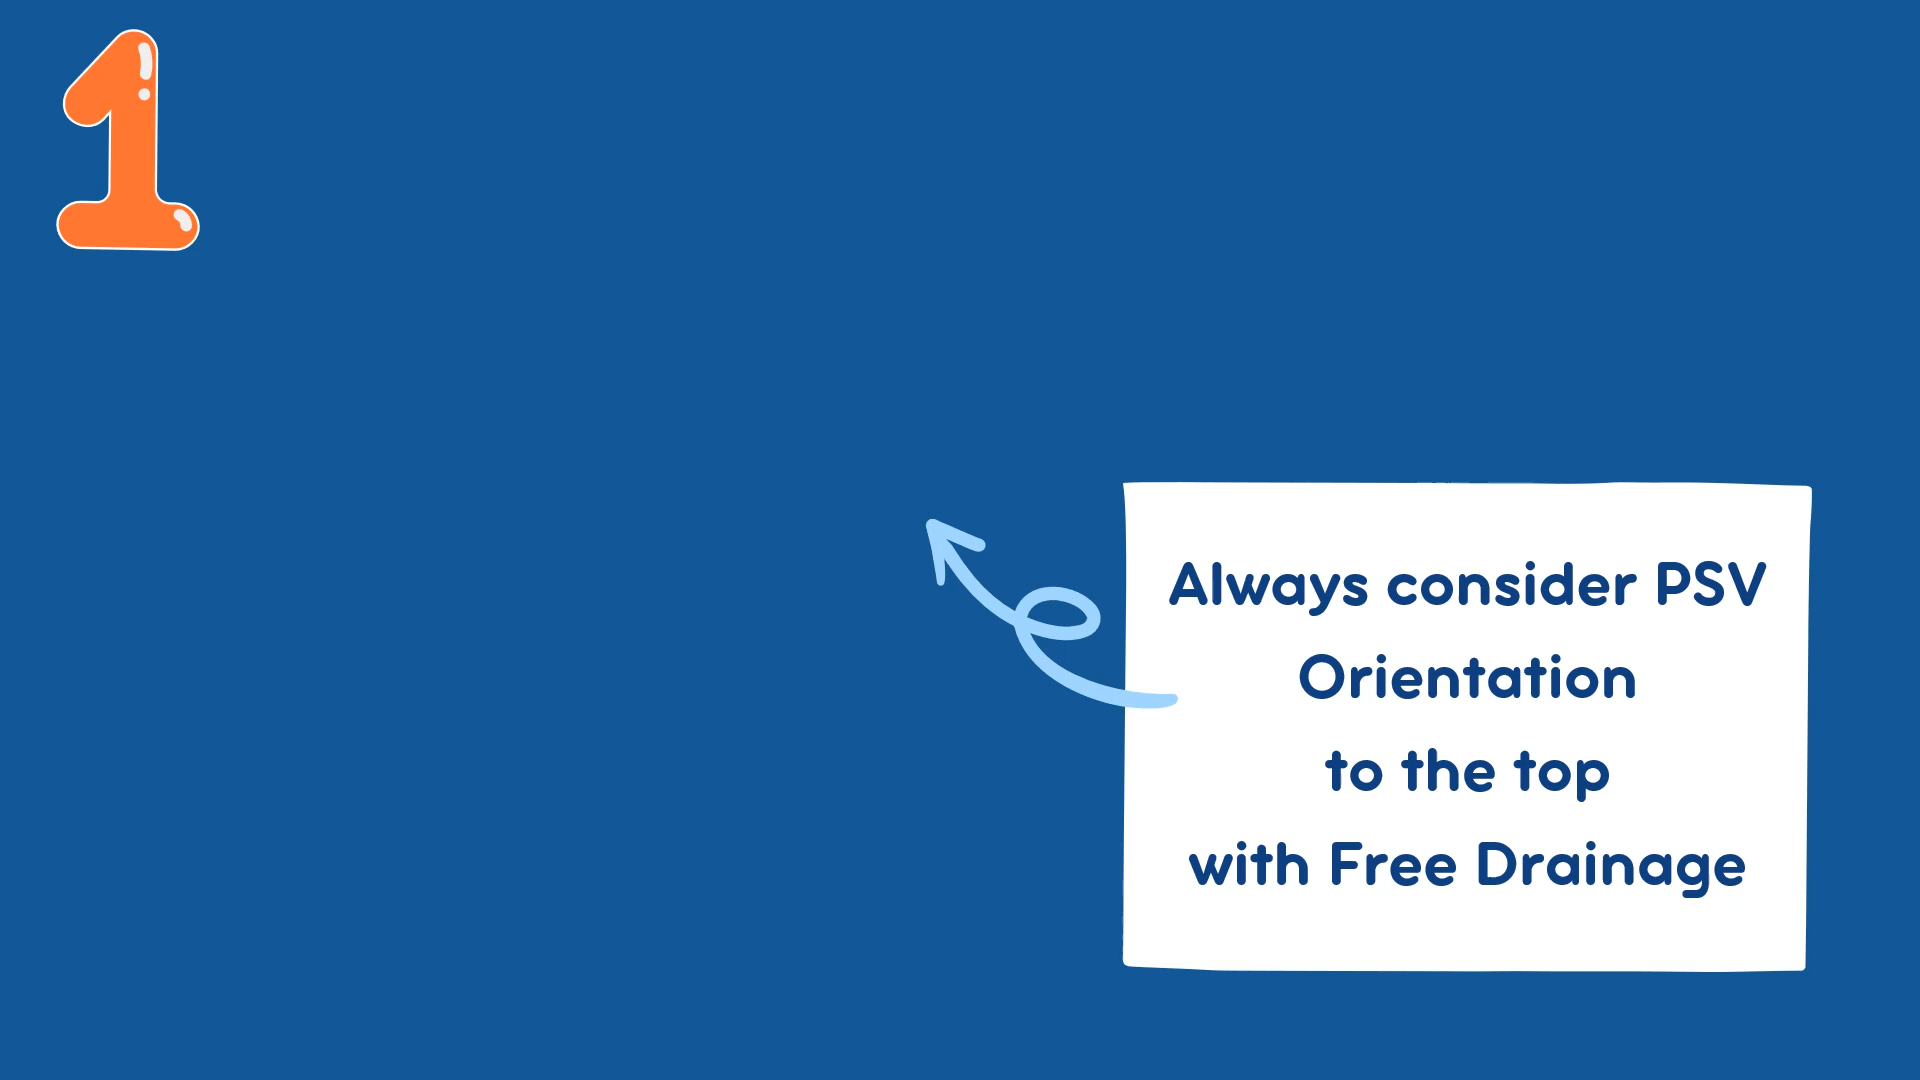 1
Always consider PSV
Orientation
to the top
with Free Drainage